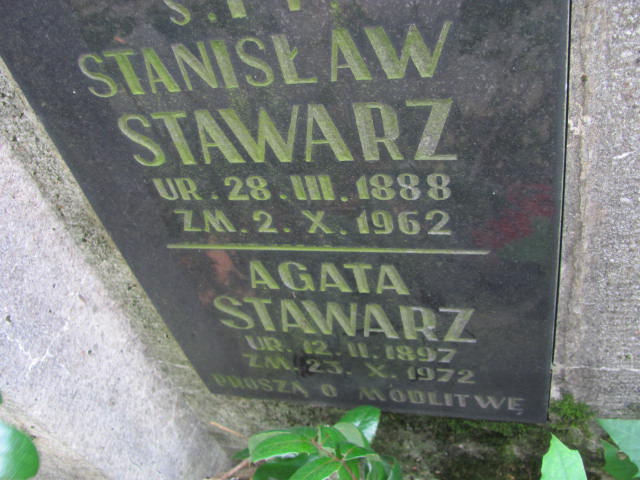 Ś. † P.
STANISŁAW
STAWARZ
UR. 28. III. 1888
ZM. 2. X. 1962
AGATA
STAWARZ
UR. 12. II. 1897
ZM. 23. X. 1972
PROSZĄ O MODLITWĘ